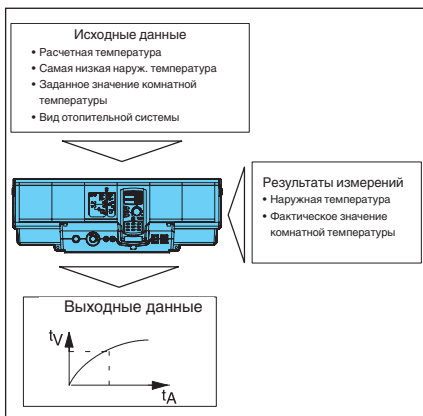 Исходные данные
• Расчетная температура
• Самая низкая наруж. температура
• Заданное значение комнатной
температуры
• Вид отопительной системы
Результаты измерений
• Наружная температура
• Фактическое значение
комнатной температуры
Выходные данные
tV
tA